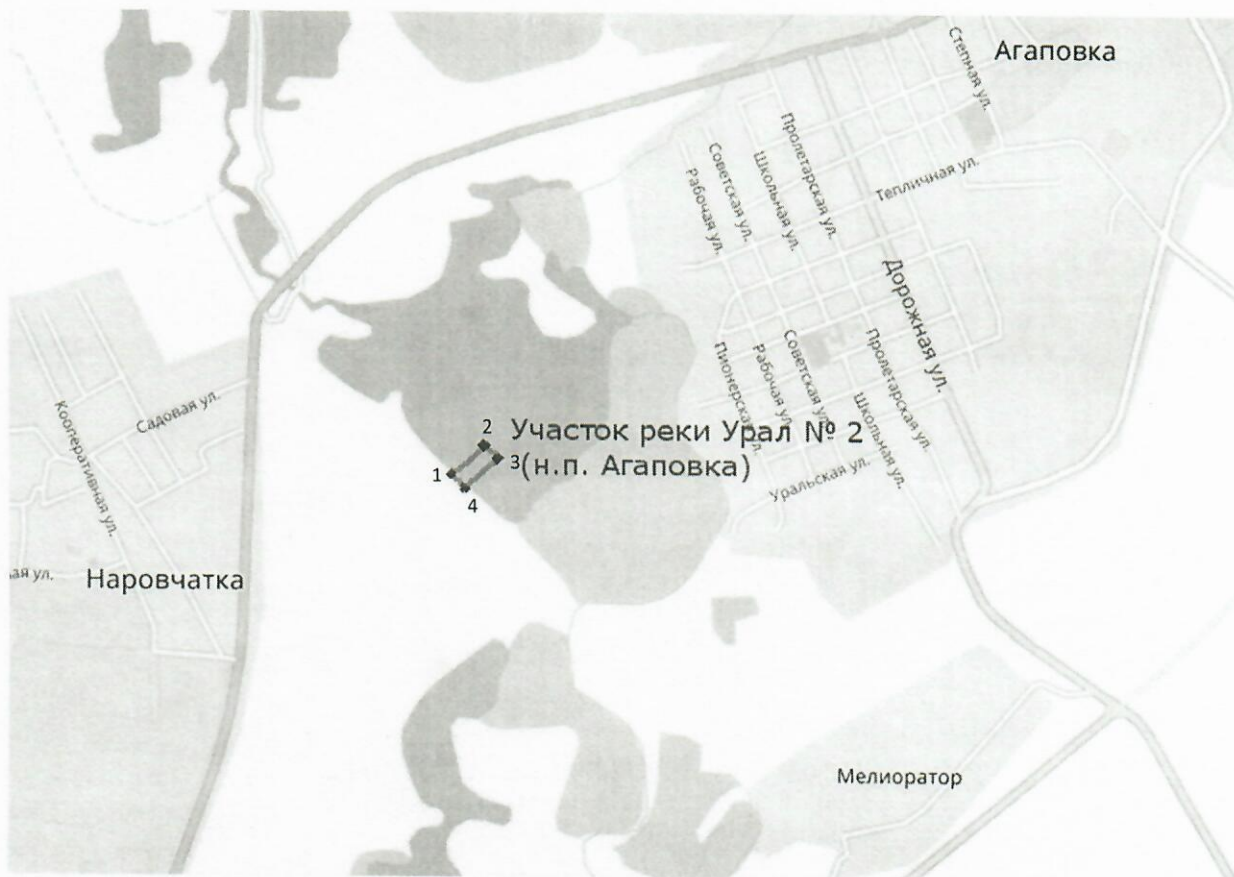 Агаповка
Степная ул.
Пролетарская ул.
Школьная ул.
Советская ул.
Рабочая ул.
Тепличная ул.
Дорожная ул.
Пролетарская ул.
Школьная ул.
Советская ул.
Рабочая ул.
Пионерская ул.
Уральская ул.
Садовая ул.
Кооперативная ул.
2 Участок реки Урал № 2
1 3 (н.п. Агаповка)
4
ая ул.
Наровчатка
Мелиоратор